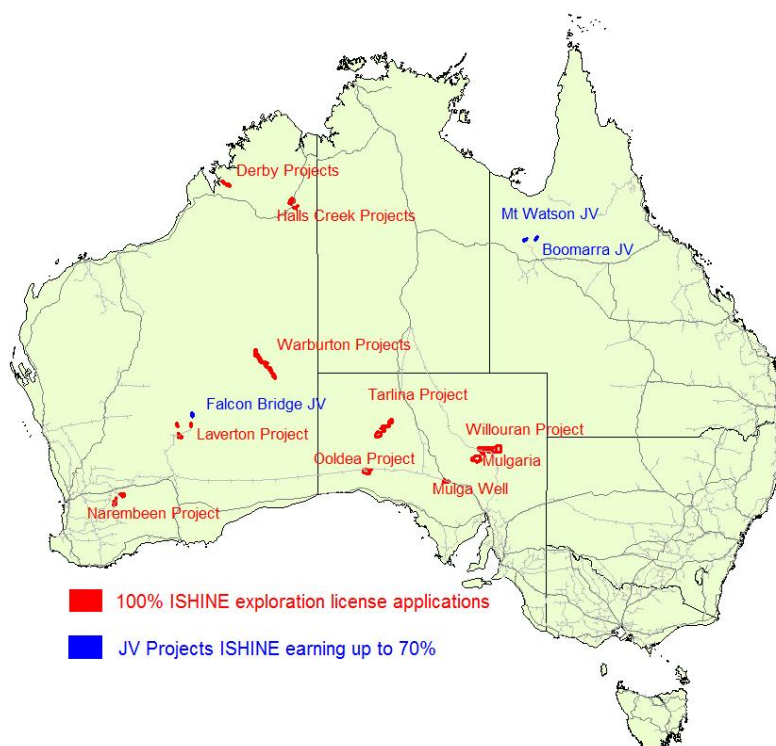 Derby Projects
Halls Creek Projects
Mt Watson JV
Boomarra JV
Warburton Projects
Falcon Bridge JV
Tarlina Project
Laverton Project
Willouran Project
Ooldea Project
Mulgaria
Mulga Well
Narembeen Project
100% ISHINE exploration license applications
JV Projects ISHINE earning up to 70%